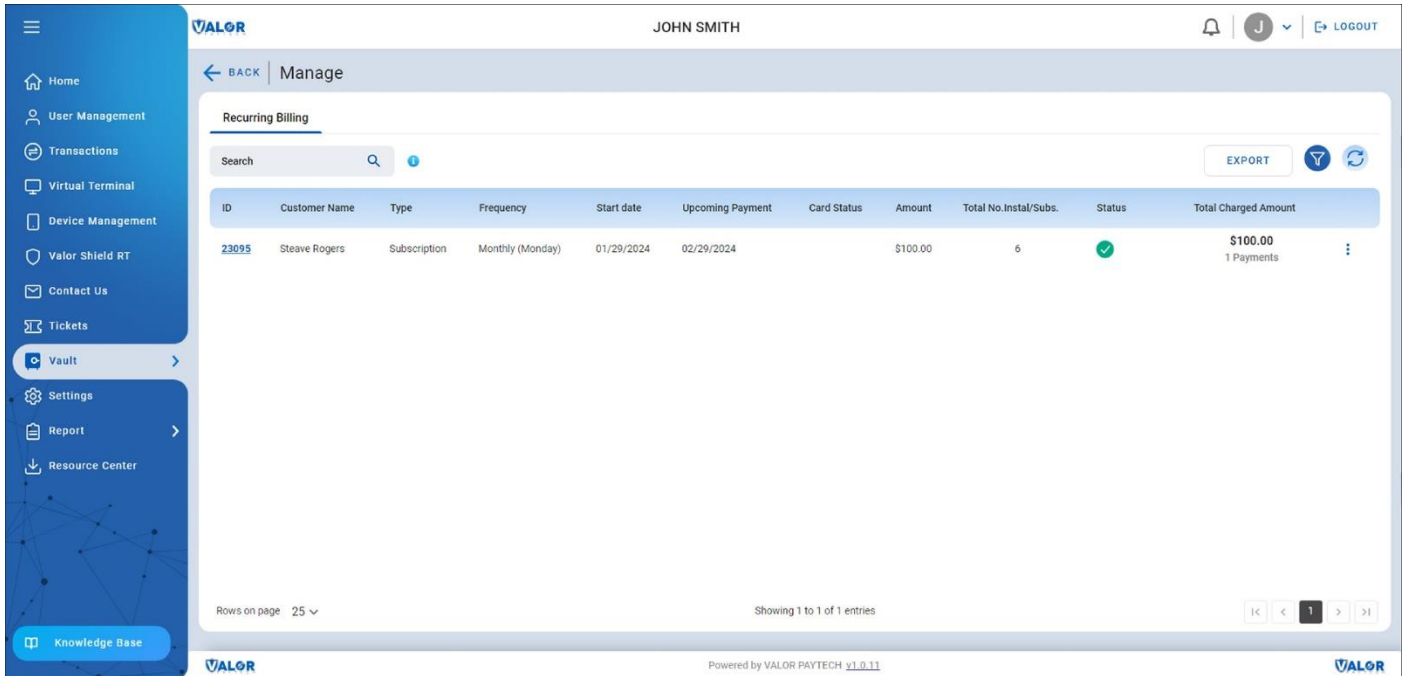 VALOR
JOHN SMITH
J
LOGOUT
Home
User Management
Transactions
Virtual Terminal
Device Management
Valor Shield RT
Contact Us
Tickets
Vault
Settings
Report
Resource Center
Knowledge Base
BACK Manage
Recurring Billing
Search
EXPORT
ID Customer Name Type Frequency Start date Upcoming Payment Card Status Amount Total No.Instal/Subs. Status Total Charged Amount
23095 Steave Rogers Subscription Monthly (Monday) 01/29/2024 02/29/2024 $100.00 6 $100.00
1 Payments
Rows on page 25 Showing 1 to 1 of 1 entries 1
VALOR Powered by VALOR PAYTECH v1.0.11 VALOR